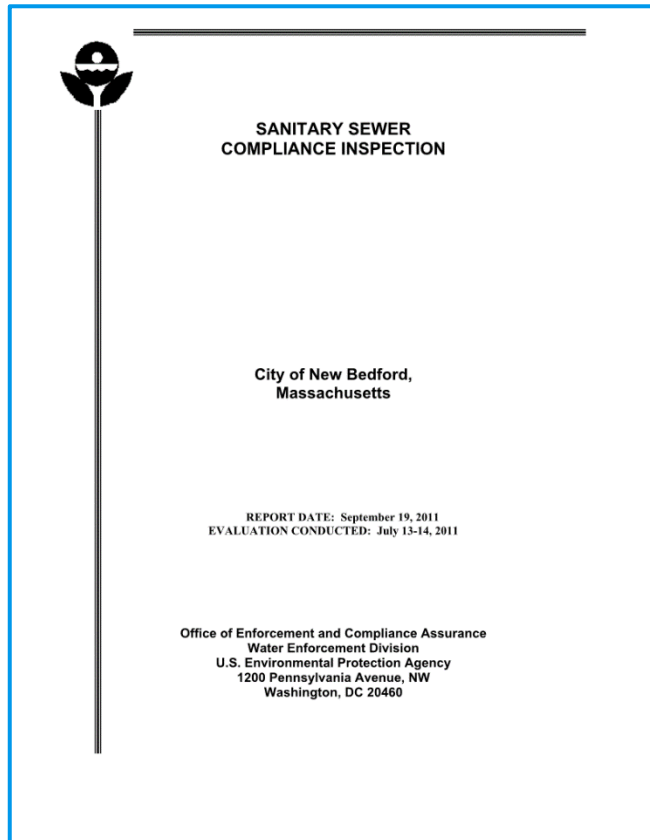 SANITARY SEWER
COMPLIANCE INSPECTION
City of New Bedford,
Massachusetts
REPORT DATE: September 19, 2011
EVALUATION CONDUCTED: July 13-14, 2011
Office of Enforcement and Compliance Assurance
Water Enforcement Division
U.S. Environmental Protection Agency
1200 Pennsylvania Avenue, NW
Washington, DC 20460